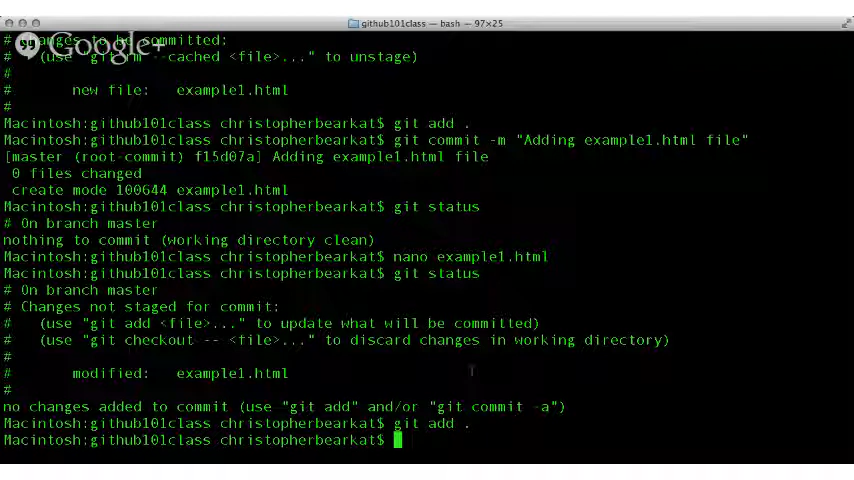 github101class — bash — 97×25
# Changes to be committed:
Google+
#   (use "git rm --cached <file>..." to unstage)
#
#       new file:   example1.html
#
Macintosh:github101class christopherbearkat$ git add .
Macintosh:github101class christopherbearkat$ git commit -m "Adding example1.html file"
[master (root-commit) f15d07a] Adding example1.html file
 0 files changed
 create mode 100644 example1.html
Macintosh:github101class christopherbearkat$ git status
# On branch master
nothing to commit (working directory clean)
Macintosh:github101class christopherbearkat$ nano example1.html
Macintosh:github101class christopherbearkat$ git status
# On branch master
# Changes not staged for commit:
#   (use "git add <file>..." to update what will be committed)
#   (use "git checkout -- <file>..." to discard changes in working directory)
#
#       modified:   example1.html
#
no changes added to commit (use "git add" and/or "git commit -a")
Macintosh:github101class christopherbearkat$ git add .
Macintosh:github101class christopherbearkat$